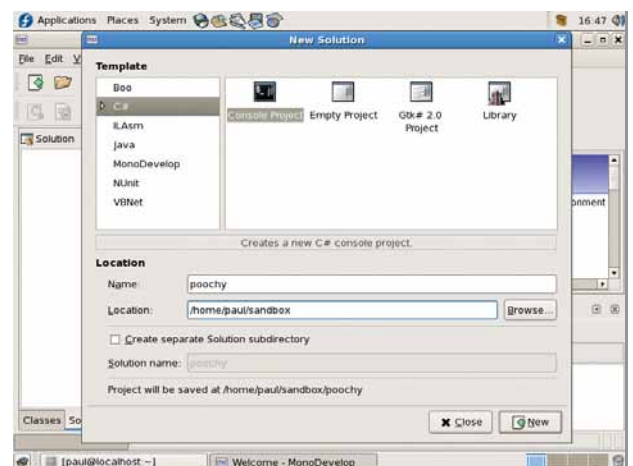 Applications Places System 16:47
New Solution
File Edit V
Template
Boo
C#
ILAsm
Java
MonoDevelop
NUnit
VBNet
Console Project
Empty Project
Gtk# 2.0
Project
Library
Solution
onment
Creates a new C# console project.
Location
Name: poochy
Location: /home/paul/sandbox Browse...
Create separate Solution subdirectory
Solution name: poochy
Project will be saved at /home/paul/sandbox/poochy
Close New
Classes So
[paul@localhost ~] Welcome - MonoDevelop